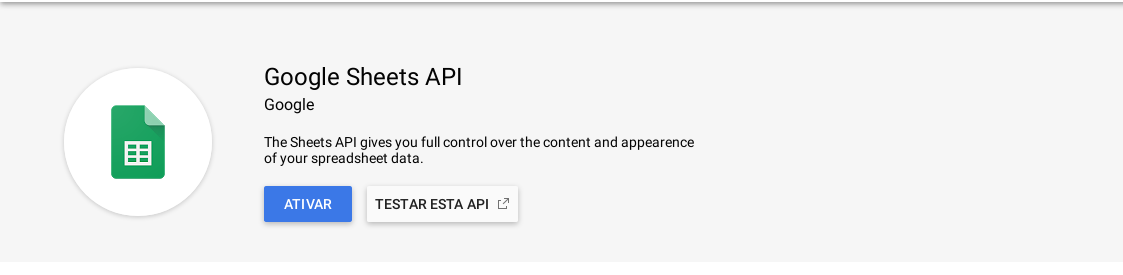 Google Sheets API
Google
The Sheets API gives you full control over the content and appearence
of your spreadsheet data.
ATIVAR
TESTAR ESTA API